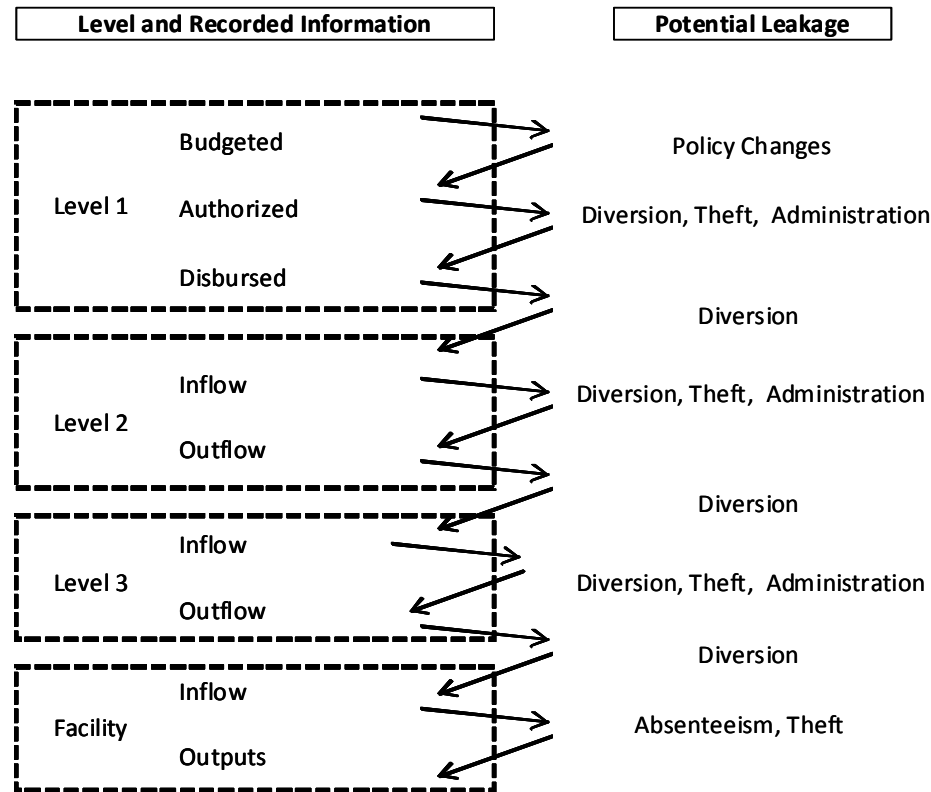 Level and Recorded Information
Potential Leakage
Budgeted
Policy Changes
Level 1
Authorized
Diversion, Theft, Administration
Disbursed
Diversion
Inflow
Diversion, Theft, Administration
Level 2
Outflow
Diversion
Inflow
Level 3
Diversion, Theft, Administration
Outflow
Diversion
Inflow
Facility
Absenteeism, Theft
Outputs